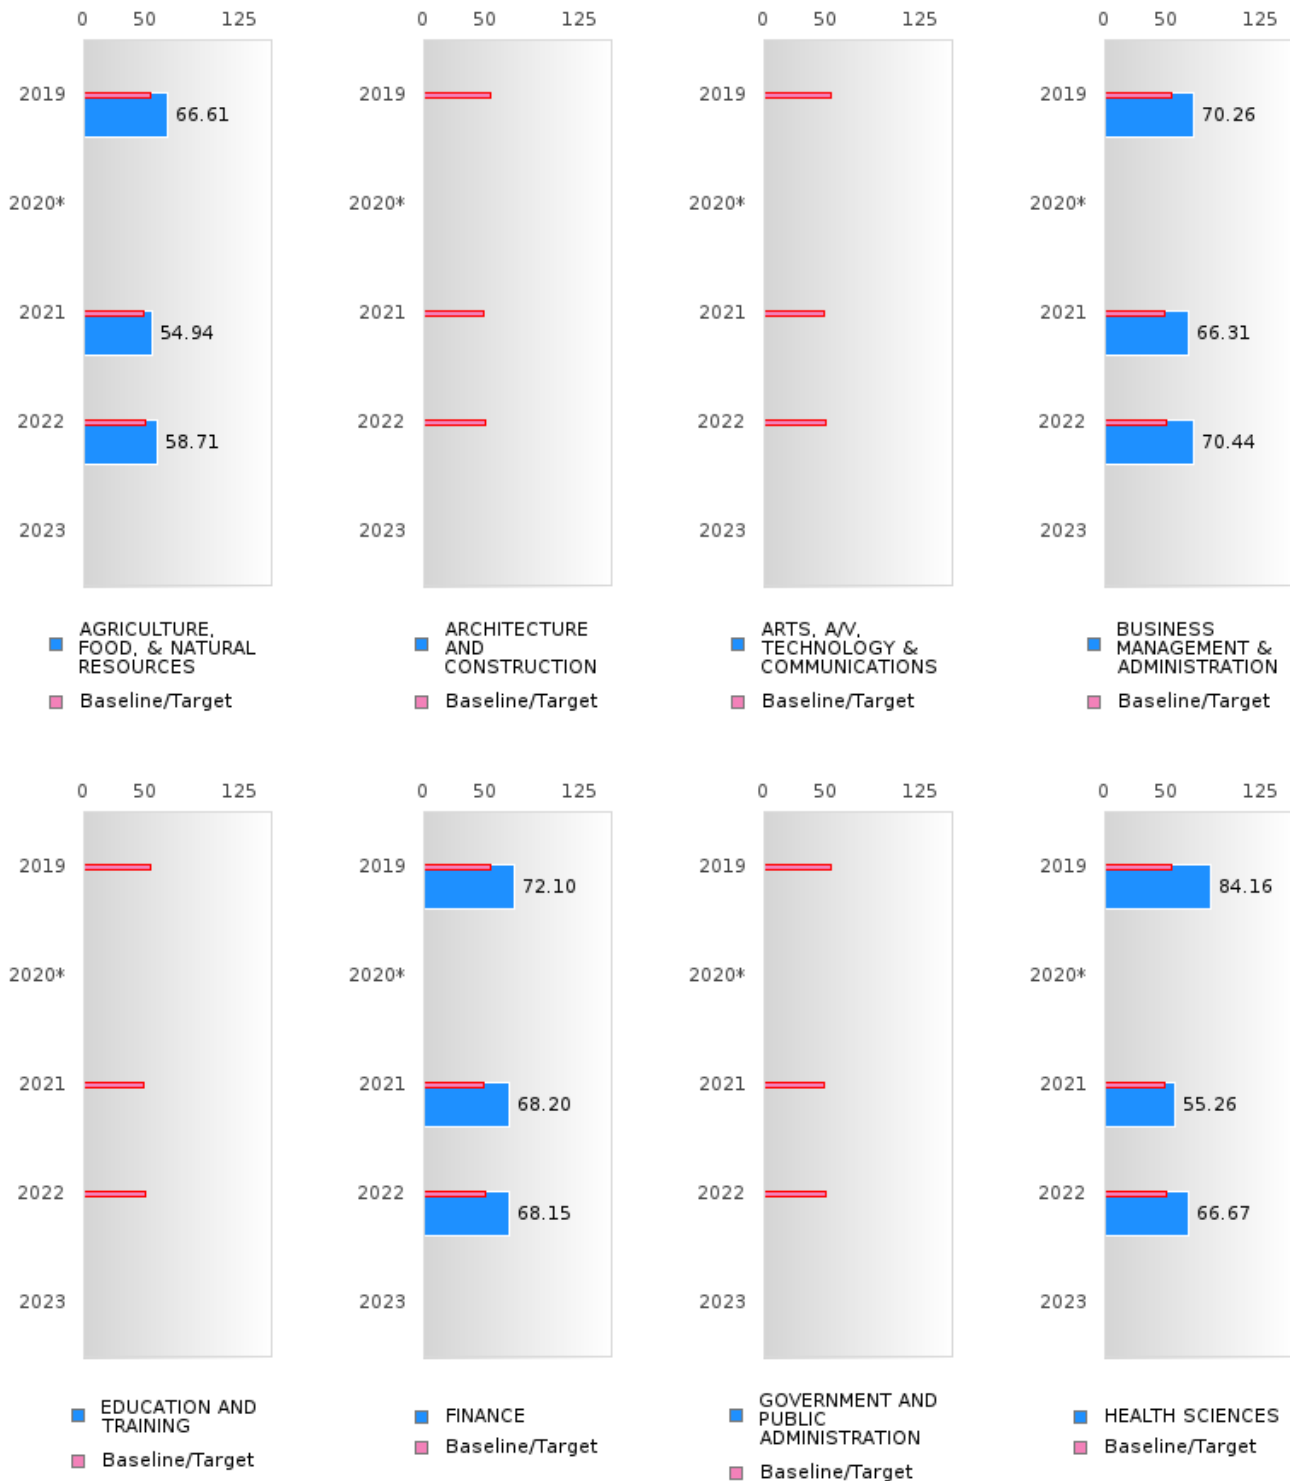 0 50 125
2019
66.61
2020*
2021
54.94
2022
58.71
2023
AGRICULTURE,
FOOD, & NATURAL
RESOURCES
Baseline/Target
0 50 125
2019
2020*
2021
2022
2023
ARCHITECTURE
AND
CONSTRUCTION
Baseline/Target
0 50 125
2019
2020*
2021
2022
2023
ARTS, A/V,
TECHNOLOGY &
COMMUNICATIONS
Baseline/Target
0 50 125
2019
70.26
2020*
2021
66.31
2022
70.44
2023
BUSINESS
MANAGEMENT &
ADMINISTRATION
Baseline/Target
0 50 125
2019
2020*
2021
2022
2023
EDUCATION AND
TRAINING
Baseline/Target
0 50 125
2019
72.10
2020*
2021
68.20
2022
68.15
2023
FINANCE
Baseline/Target
0 50 125
2019
2020*
2021
2022
2023
GOVERNMENT AND
PUBLIC
ADMINISTRATION
Baseline/Target
0 50 125
2019
84.16
2020*
2021
55.26
2022
66.67
2023
HEALTH SCIENCES
Baseline/Target